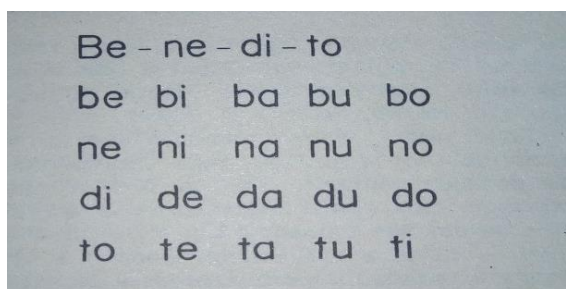 Be - ne - di - to
be bi ba bu bo
ne ni na nu no
di de da du do
to te ta tu ti